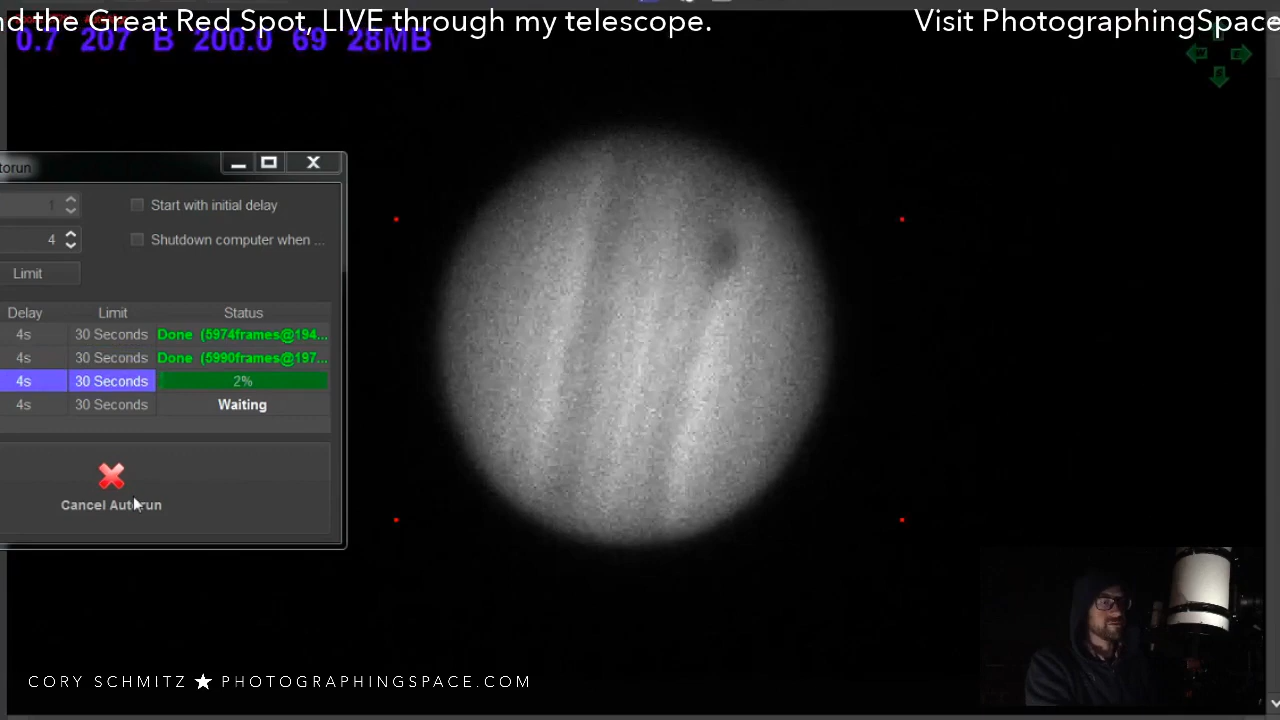 nd the Great Red Spot, LIVE through my telescope. Visit PhotographingSpace
0.7 207 B 200.0 69 28MB
torun
1 Start with initial delay
4 Shutdown computer when ...
Limit
Delay Limit Status
4s 30 Seconds Done (5974frames@194...
4s 30 Seconds Done (5990frames@197...
4s 30 Seconds 2%
4s 30 Seconds Waiting
Cancel Autorun
CORY SCHMITZ ★ PHOTOGRAPHINGSPACE.COM